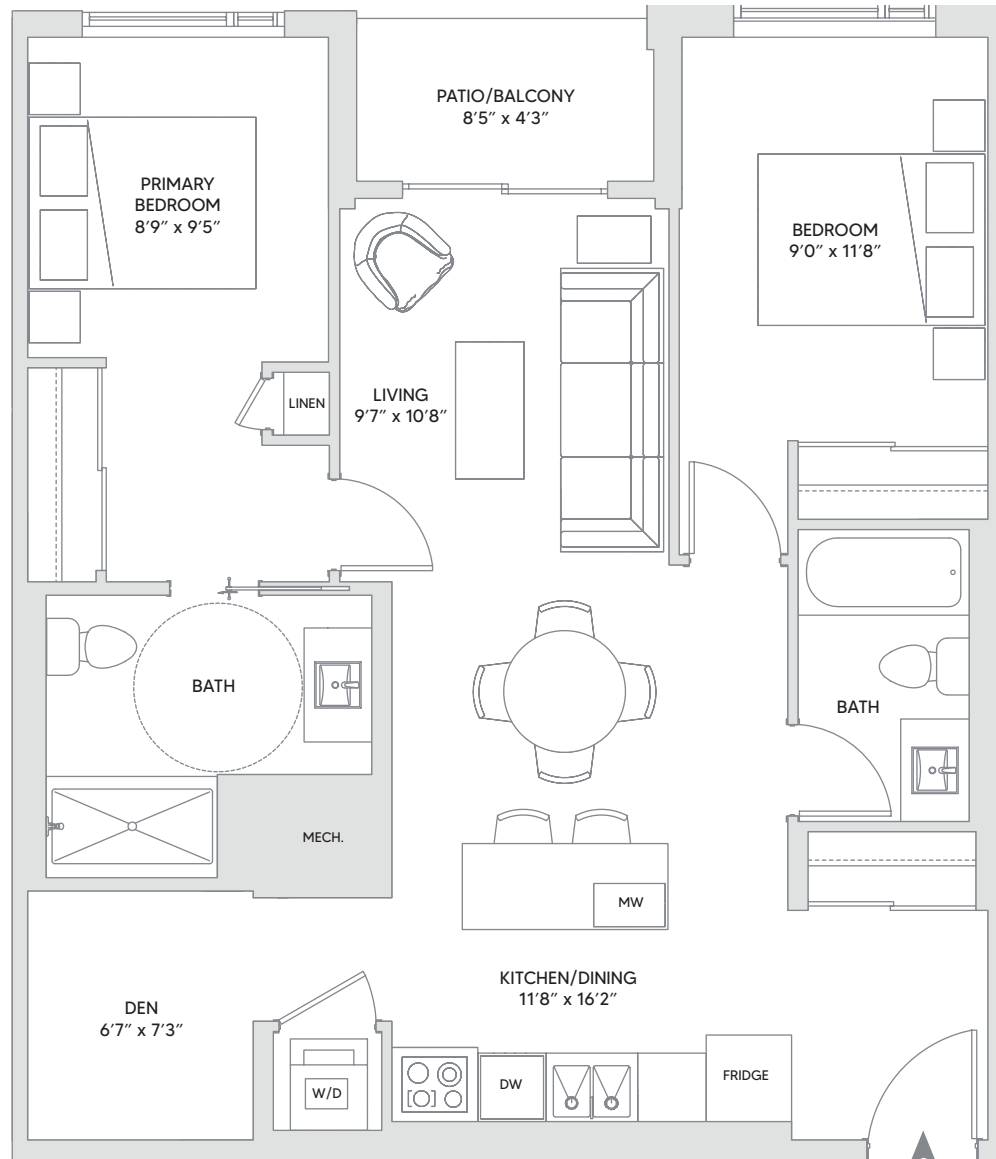 PATIO/BALCONY
8’5” x 4’3”
PRIMARY
BEDROOM
8’9” x 9’5”
BEDROOM
9’0” x 11’8”
LINEN
LIVING
9’7” x 10’8”
BATH
BATH
MECH.
MW
KITCHEN/DINING
11’8” x 16’2”
DEN
6’7” x 7’3”
W/D
DW
FRIDGE